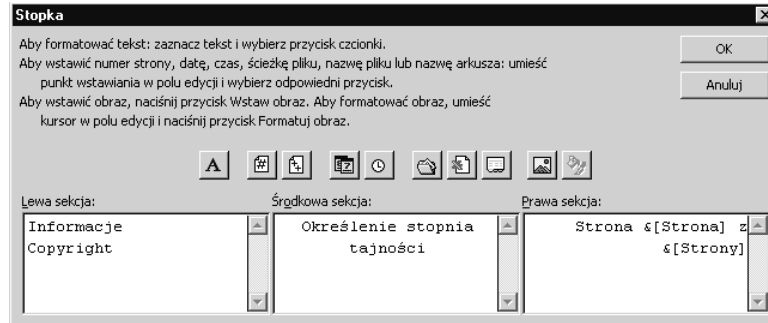 Stopka
Aby formatować tekst: zaznacz tekst i wybierz przycisk czcionki.
Aby wstawić numer strony, datę, czas, ścieżkę pliku, nazwę pliku lub nazwę arkusza: umieść
punkt wstawiania w polu edycji i wybierz odpowiedni przycisk.
Aby wstawić obraz, naciśnij przycisk Wstaw obraz. Aby formatować obraz, umieść
kursor w polu edycji i naciśnij przycisk Formatuj obraz.
OK
Anuluj
A
Lewa sekcja:
Środkowa sekcja:
Prawa sekcja:
Informacje
Copyright
Określenie stopnia
tajności
Strona &[Strona] z
&[Strony]